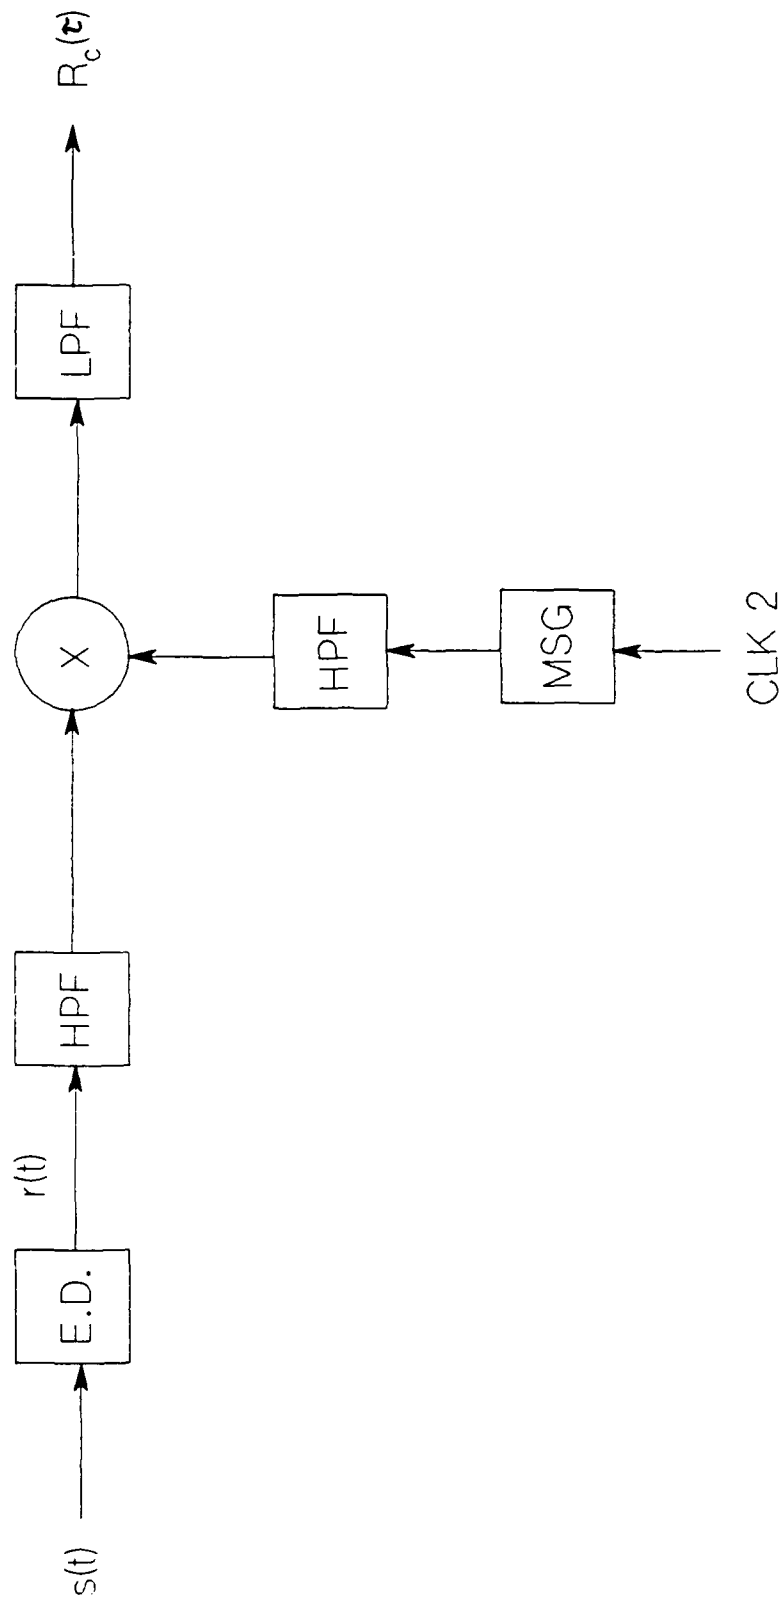 s(t)
E.D.
r(t)
HPF
X
LPF
R_c(τ)
HPF
MSG
CLK 2